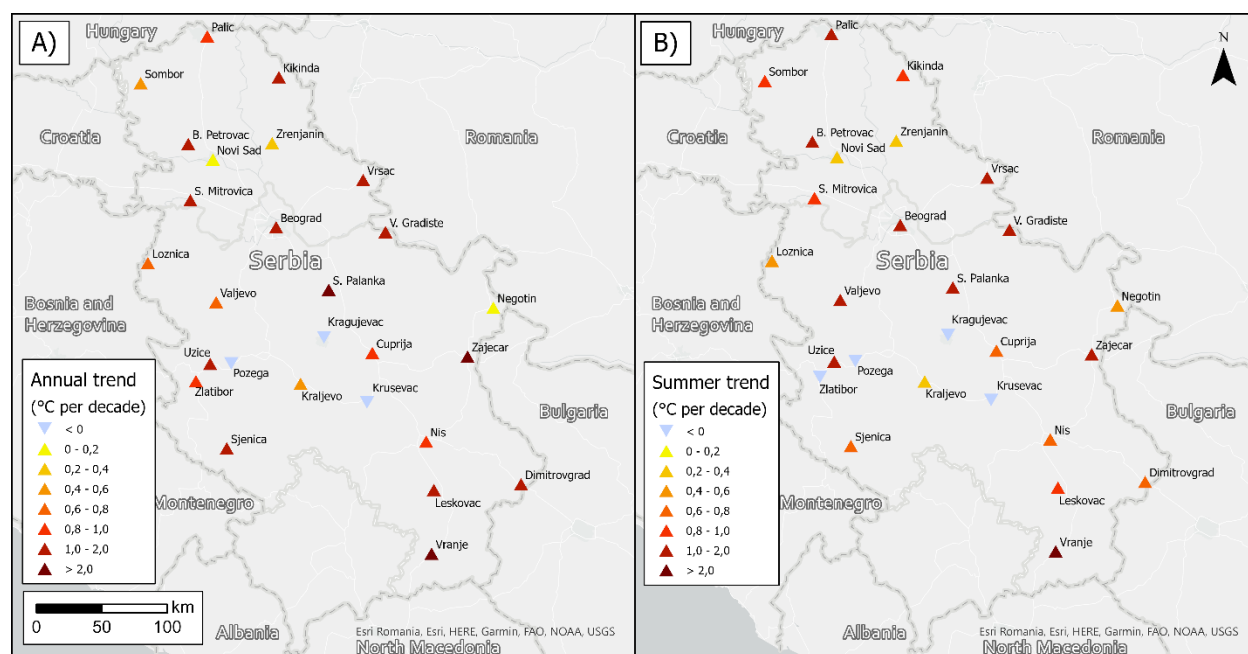 A)
Hungary
Palic
Sombor
Kikinda
Croatia
B. Petrovac
Zrenjanin
Novi Sad
Romania
Vrsac
S. Mitrovica
Beograd
V. Gradiste
Loznica
Serbia
S. Palanka
Bosnia and
Herzegovina
Valjevo
Negotin
Kragujevac
Cuprija
Zajecar
Uzice
Pozega
Zlatibor
Kraljevo
Krusevac
Bulgaria
Nis
Sjenica
Dimitrovgrad
Montenegro
Leskovac
Vranje
Albania
North Macedonia
Annual trend
(°C per decade)
< 0
0 - 0,2
0,2 - 0,4
0,4 - 0,6
0,6 - 0,8
0,8 - 1,0
1,0 - 2,0
> 2,0
km
0 50 100
Esri Romania, Esri, HERE, Garmin, FAO, NOAA, USGS
B)
N
Hungary
Palic
Sombor
Kikinda
Croatia
B. Petrovac
Zrenjanin
Novi Sad
Romania
Vrsac
S. Mitrovica
Beograd
V. Gradiste
Loznica
Serbia
S. Palanka
Bosnia and
Herzegovina
Valjevo
Negotin
Kragujevac
Cuprija
Zajecar
Uzice
Pozega
Zlatibor
Kraljevo
Krusevac
Bulgaria
Nis
Sjenica
Dimitrovgrad
Montenegro
Leskovac
Vranje
Albania
North Macedonia
Summer trend
(°C per decade)
< 0
0 - 0,2
0,2 - 0,4
0,4 - 0,6
0,6 - 0,8
0,8 - 1,0
1,0 - 2,0
> 2,0
Esri Romania, Esri, HERE, Garmin, FAO, NOAA, USGS